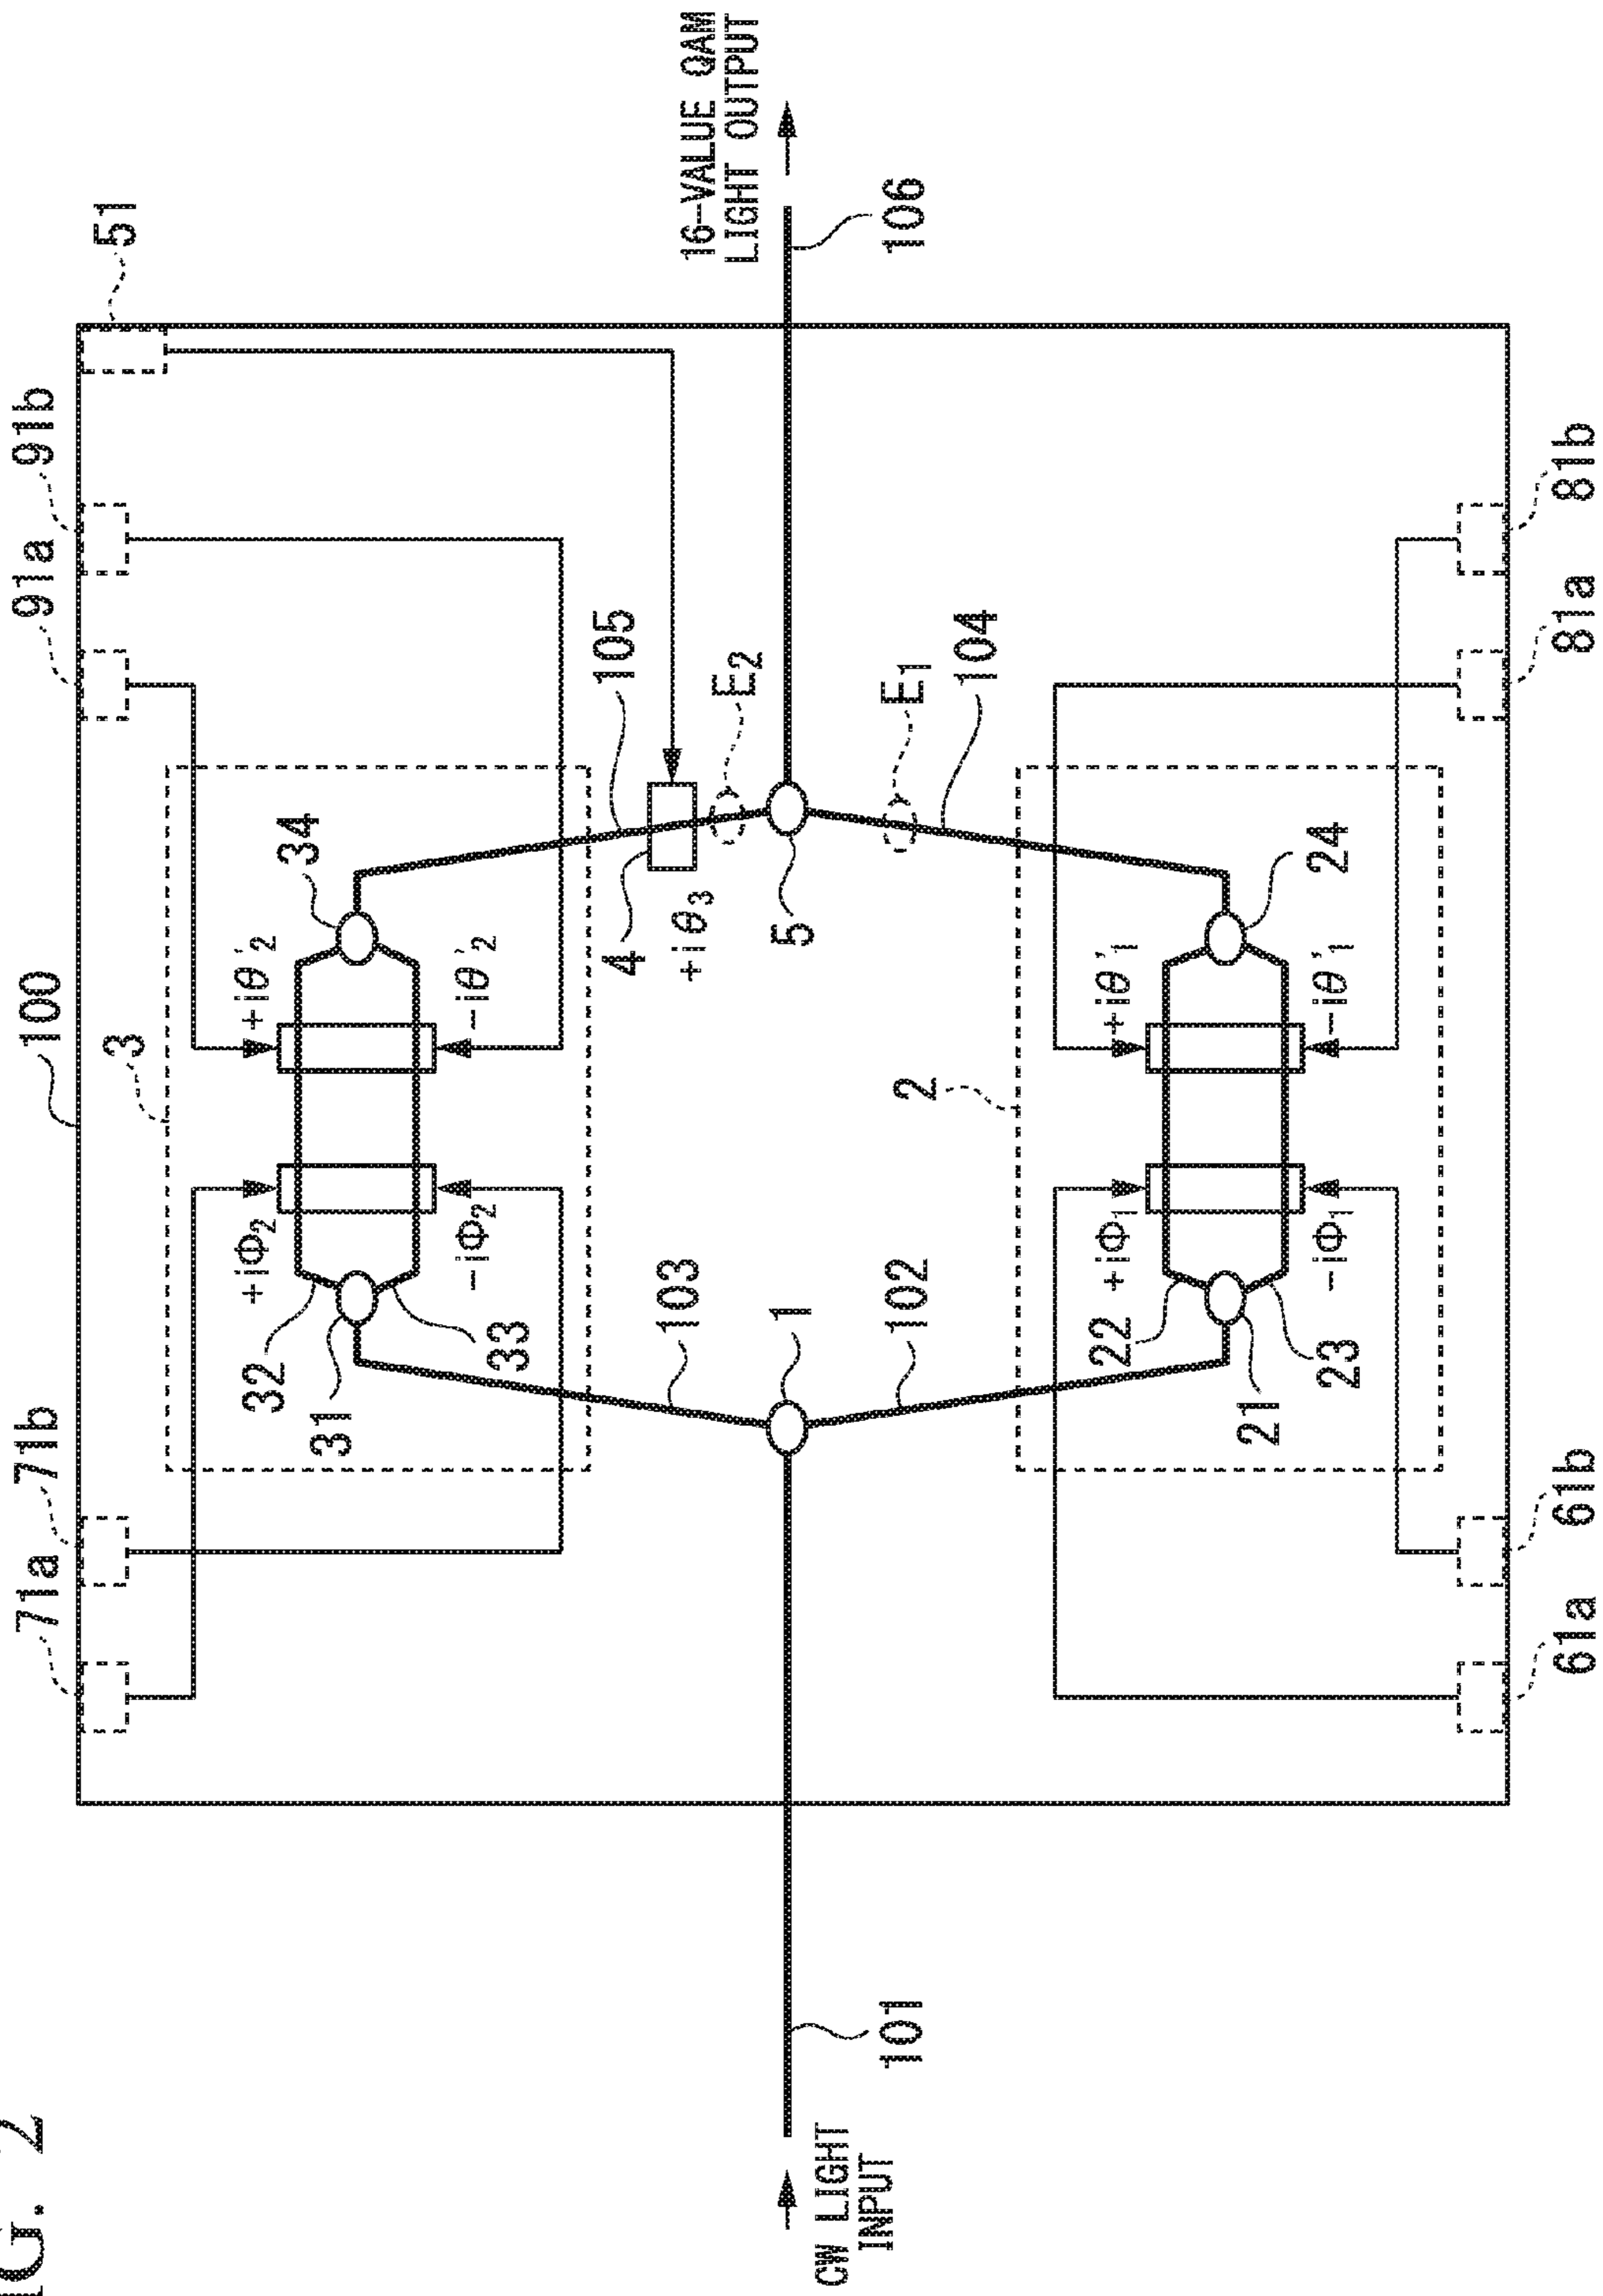 FIG. 2
100
71a
71b
91a
91b
51
3
32
31
33
34
+iΦ2
-iΦ2
+iθ'2
-iθ'2
105
4
+iθ3
E2
16-VALUE QAM
LIGHT OUTPUT
103
1
5
106
CW LIGHT
INPUT
101
102
E1
104
2
22
21
23
24
+iΦ1
-iΦ1
+iθ'1
-iθ'1
61a
61b
81a
81b